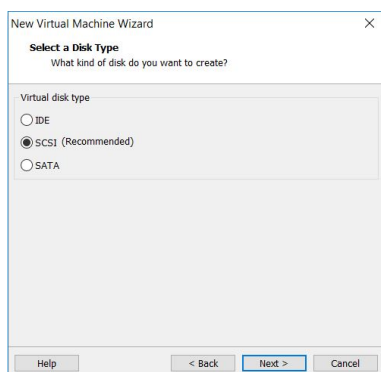 New Virtual Machine Wizard
Select a Disk Type
What kind of disk do you want to create?
Virtual disk type
IDE
SCSI (Recommended)
SATA
Help < Back Next > Cancel